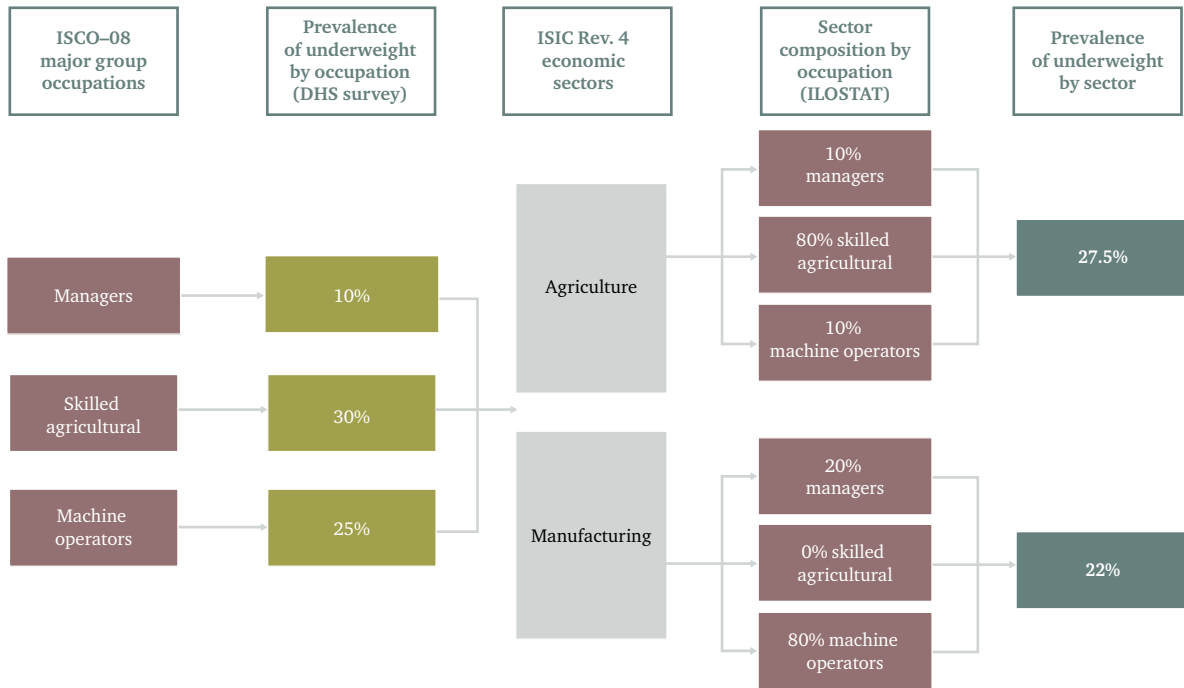 ISCO–08
major group
occupations
Prevalence
of underweight
by occupation
(DHS survey)
ISIC Rev. 4
economic
sectors
Sector
composition by
occupation
(ILOSTAT)
Prevalence
of underweight
by sector
Managers
10%
Skilled
agricultural
30%
Machine
operators
25%
Agriculture
10%
managers
80% skilled
agricultural
10%
machine operators
27.5%
Manufacturing
20%
managers
0% skilled
agricultural
80% machine
operators
22%